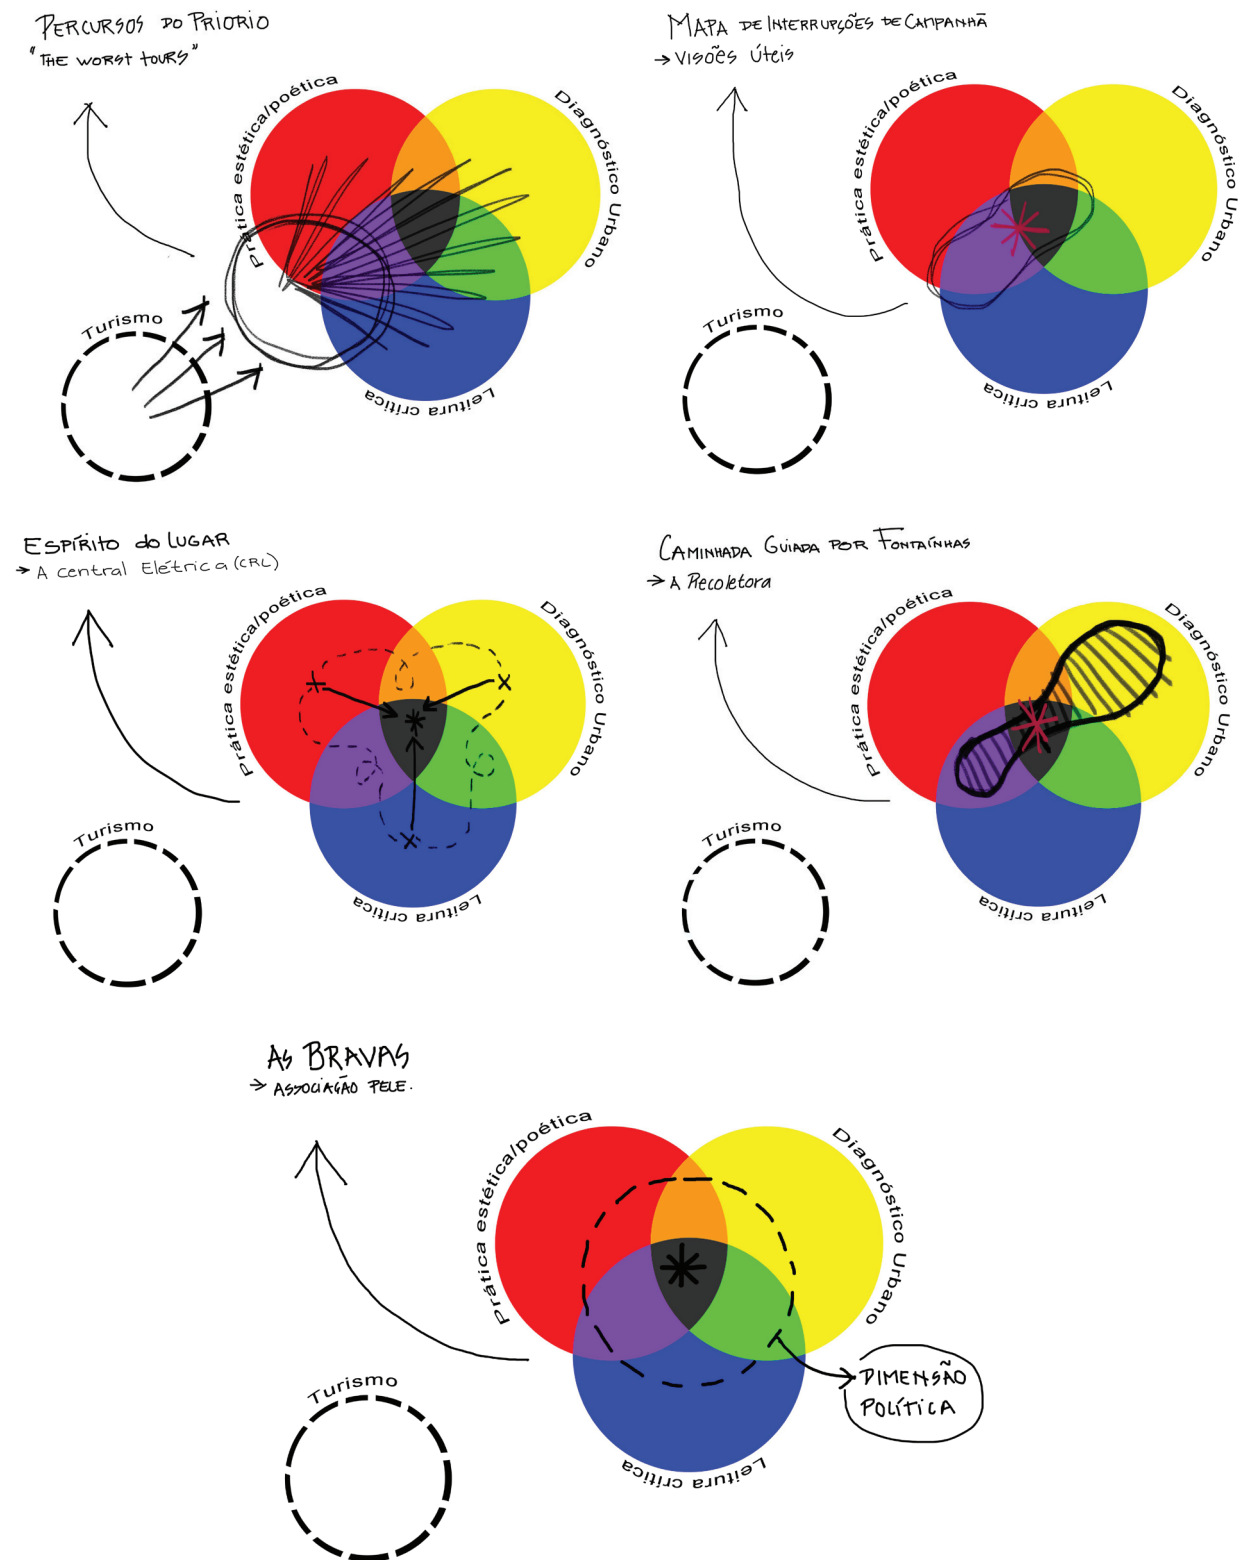 PERCURSOS DO PRIORIO
"THE WORST TOURS"
Prática estética/poética
Diagnóstico Urbano
Leitura crítica
Turismo
MAPA DE INTERRUPÇÕES DE CAMPANHÃ
→ VISÕES ÚTEIS
Prática estética/poética
Diagnóstico Urbano
Leitura crítica
Turismo
ESPÍRITO do LUGAR
→ A central Elétrica (CRL)
Prática estética/poética
Diagnóstico Urbano
Leitura crítica
Turismo
CAMINHADA GUIADA POR FONTAÍNHAS
→ A Recoletora
Prática estética/poética
Diagnóstico Urbano
Leitura crítica
Turismo
AS BRAVAS
→ ASSOCIAÇÃO PELE.
Prática estética/poética
Diagnóstico Urbano
Leitura crítica
Turismo
DIMENSÃO
POLÍTICA